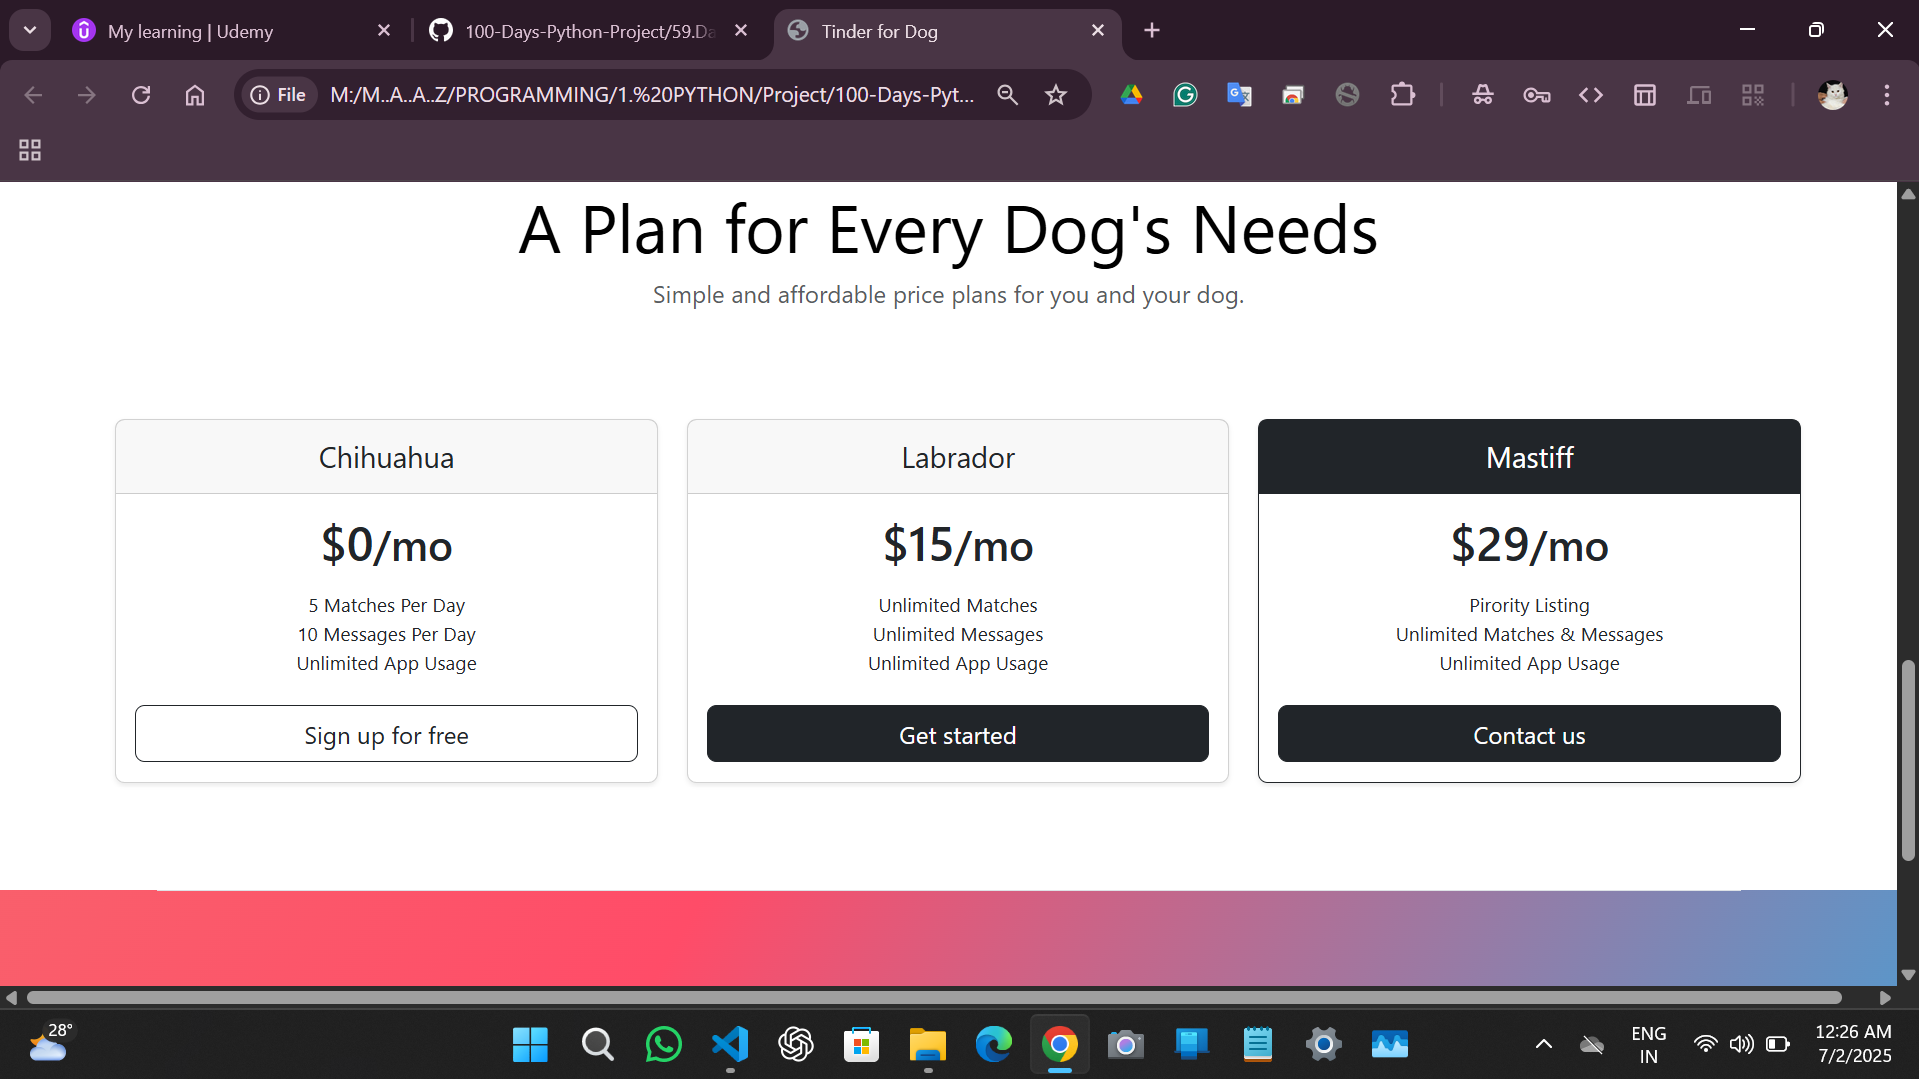 My learning | Udemy
100-Days-Python-Project/59.Da
Tinder for Dog
File
M:/M..A..A..Z/PROGRAMMING/1.%20PYTHON/Project/100-Days-Pyt...
A Plan for Every Dog's Needs
Simple and affordable price plans for you and your dog.
Chihuahua
$0/mo
5 Matches Per Day
10 Messages Per Day
Unlimited App Usage
Sign up for free
Labrador
$15/mo
Unlimited Matches
Unlimited Messages
Unlimited App Usage
Get started
Mastiff
$29/mo
Pirority Listing
Unlimited Matches & Messages
Unlimited App Usage
Contact us
28°
ENG
IN
12:26 AM
7/2/2025